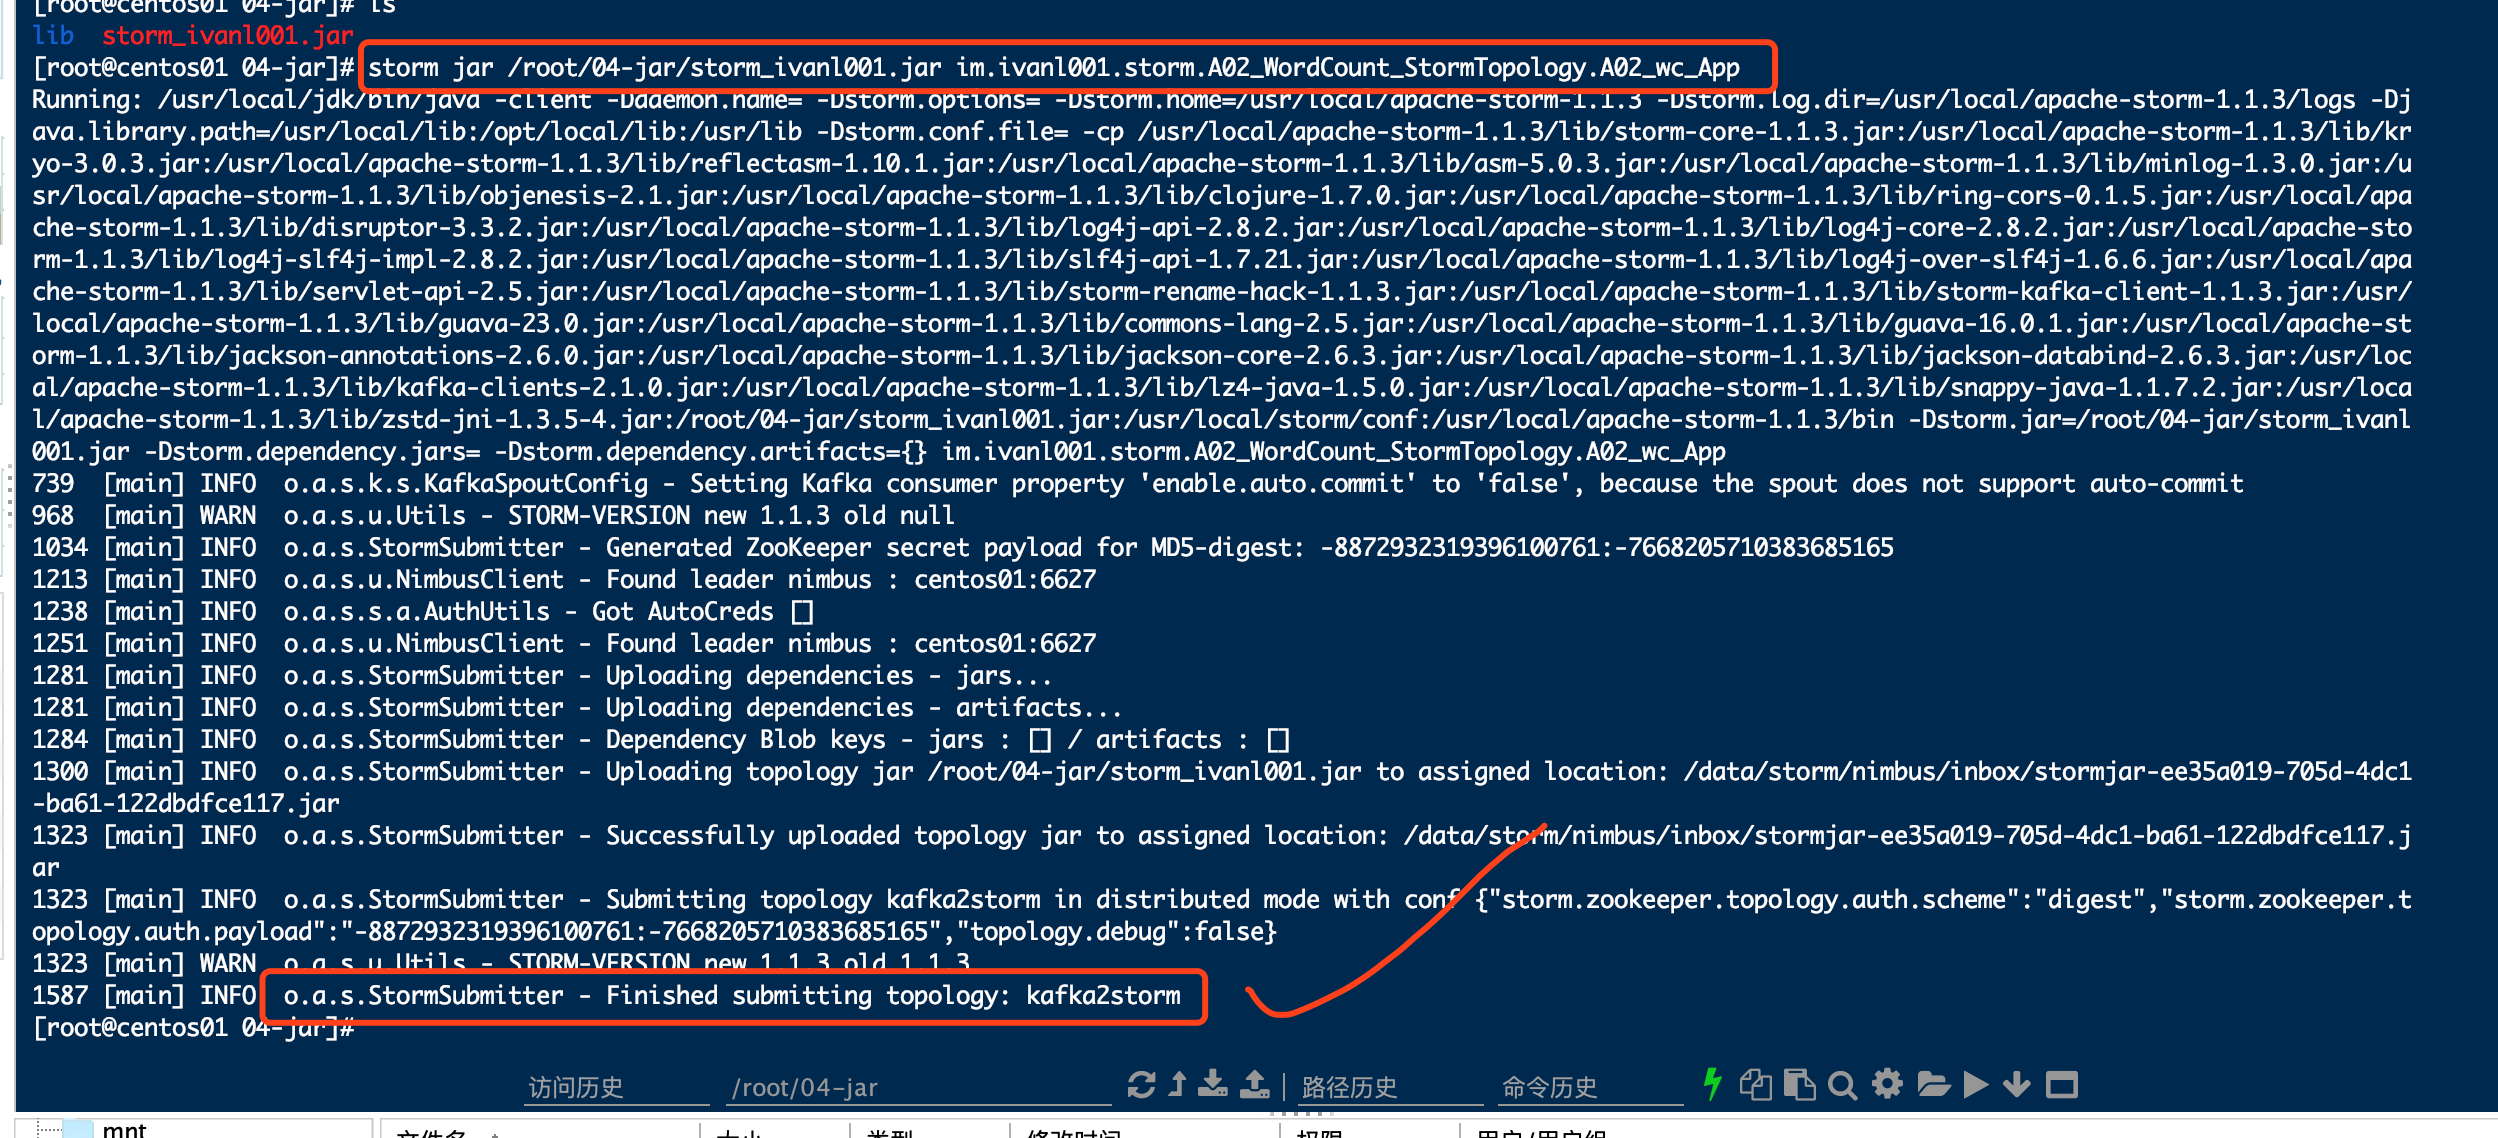 [root@centos01 04-jar]# ls
lib  storm_ivanl001.jar
[root@centos01 04-jar]# storm jar /root/04-jar/storm_ivanl001.jar im.ivanl001.storm.A02_WordCount_StormTopology.A02_wc_App
Running: /usr/local/jdk/bin/java -client -Ddaemon.name= -Dstorm.options= -Dstorm.home=/usr/local/apache-storm-1.1.3 -Dstorm.log.dir=/usr/local/apache-storm-1.1.3/logs -Dj
ava.library.path=/usr/local/lib:/opt/local/lib:/usr/lib -Dstorm.conf.file= -cp /usr/local/apache-storm-1.1.3/lib/storm-core-1.1.3.jar:/usr/local/apache-storm-1.1.3/lib/kr
yo-3.0.3.jar:/usr/local/apache-storm-1.1.3/lib/reflectasm-1.10.1.jar:/usr/local/apache-storm-1.1.3/lib/asm-5.0.3.jar:/usr/local/apache-storm-1.1.3/lib/minlog-1.3.0.jar:/u
sr/local/apache-storm-1.1.3/lib/objenesis-2.1.jar:/usr/local/apache-storm-1.1.3/lib/clojure-1.7.0.jar:/usr/local/apache-storm-1.1.3/lib/ring-cors-0.1.5.jar:/usr/local/apa
che-storm-1.1.3/lib/disruptor-3.3.2.jar:/usr/local/apache-storm-1.1.3/lib/log4j-api-2.8.2.jar:/usr/local/apache-storm-1.1.3/lib/log4j-core-2.8.2.jar:/usr/local/apache-sto
rm-1.1.3/lib/log4j-slf4j-impl-2.8.2.jar:/usr/local/apache-storm-1.1.3/lib/slf4j-api-1.7.21.jar:/usr/local/apache-storm-1.1.3/lib/log4j-over-slf4j-1.6.6.jar:/usr/local/apa
che-storm-1.1.3/lib/servlet-api-2.5.jar:/usr/local/apache-storm-1.1.3/lib/storm-rename-hack-1.1.3.jar:/usr/local/apache-storm-1.1.3/lib/storm-kafka-client-1.1.3.jar:/usr/
local/apache-storm-1.1.3/lib/guava-23.0.jar:/usr/local/apache-storm-1.1.3/lib/commons-lang-2.5.jar:/usr/local/apache-storm-1.1.3/lib/guava-16.0.1.jar:/usr/local/apache-st
orm-1.1.3/lib/jackson-annotations-2.6.0.jar:/usr/local/apache-storm-1.1.3/lib/jackson-core-2.6.3.jar:/usr/local/apache-storm-1.1.3/lib/jackson-databind-2.6.3.jar:/usr/loc
al/apache-storm-1.1.3/lib/kafka-clients-2.1.0.jar:/usr/local/apache-storm-1.1.3/lib/lz4-java-1.5.0.jar:/usr/local/apache-storm-1.1.3/lib/snappy-java-1.1.7.2.jar:/usr/loca
l/apache-storm-1.1.3/lib/zstd-jni-1.3.5-4.jar:/root/04-jar/storm_ivanl001.jar:/usr/local/storm/conf:/usr/local/apache-storm-1.1.3/bin -Dstorm.jar=/root/04-jar/storm_ivanl
001.jar -Dstorm.dependency.jars= -Dstorm.dependency.artifacts={} im.ivanl001.storm.A02_WordCount_StormTopology.A02_wc_App
739  [main] INFO  o.a.s.k.s.KafkaSpoutConfig - Setting Kafka consumer property 'enable.auto.commit' to 'false', because the spout does not support auto-commit
968  [main] WARN  o.a.s.u.Utils - STORM-VERSION new 1.1.3 old null
1034 [main] INFO  o.a.s.StormSubmitter - Generated ZooKeeper secret payload for MD5-digest: -8872932319396100761:-7668205710383685165
1213 [main] INFO  o.a.s.u.NimbusClient - Found leader nimbus : centos01:6627
1238 [main] INFO  o.a.s.s.a.AuthUtils - Got AutoCreds []
1251 [main] INFO  o.a.s.u.NimbusClient - Found leader nimbus : centos01:6627
1281 [main] INFO  o.a.s.StormSubmitter - Uploading dependencies - jars...
1281 [main] INFO  o.a.s.StormSubmitter - Uploading dependencies - artifacts...
1284 [main] INFO  o.a.s.StormSubmitter - Dependency Blob keys - jars : [] / artifacts : []
1300 [main] INFO  o.a.s.StormSubmitter - Uploading topology jar /root/04-jar/storm_ivanl001.jar to assigned location: /data/storm/nimbus/inbox/stormjar-ee35a019-705d-4dc1
-ba61-122dbdfce117.jar
1323 [main] INFO  o.a.s.StormSubmitter - Successfully uploaded topology jar to assigned location: /data/storm/nimbus/inbox/stormjar-ee35a019-705d-4dc1-ba61-122dbdfce117.j
ar
1323 [main] INFO  o.a.s.StormSubmitter - Submitting topology kafka2storm in distributed mode with conf {"storm.zookeeper.topology.auth.scheme":"digest","storm.zookeeper.t
opology.auth.payload":"-8872932319396100761:-7668205710383685165","topology.debug":false}
1323 [main] WARN  o.a.s.u.Utils - STORM-VERSION new 1.1.3 old 1.1.3
1587 [main] INFO  o.a.s.StormSubmitter - Finished submitting topology: kafka2storm
[root@centos01 04-jar]#
访问历史 /root/04-jar 路径历史 命令历史
mnt 文件名 大小 类型 修改时间 权限 用户/用户组